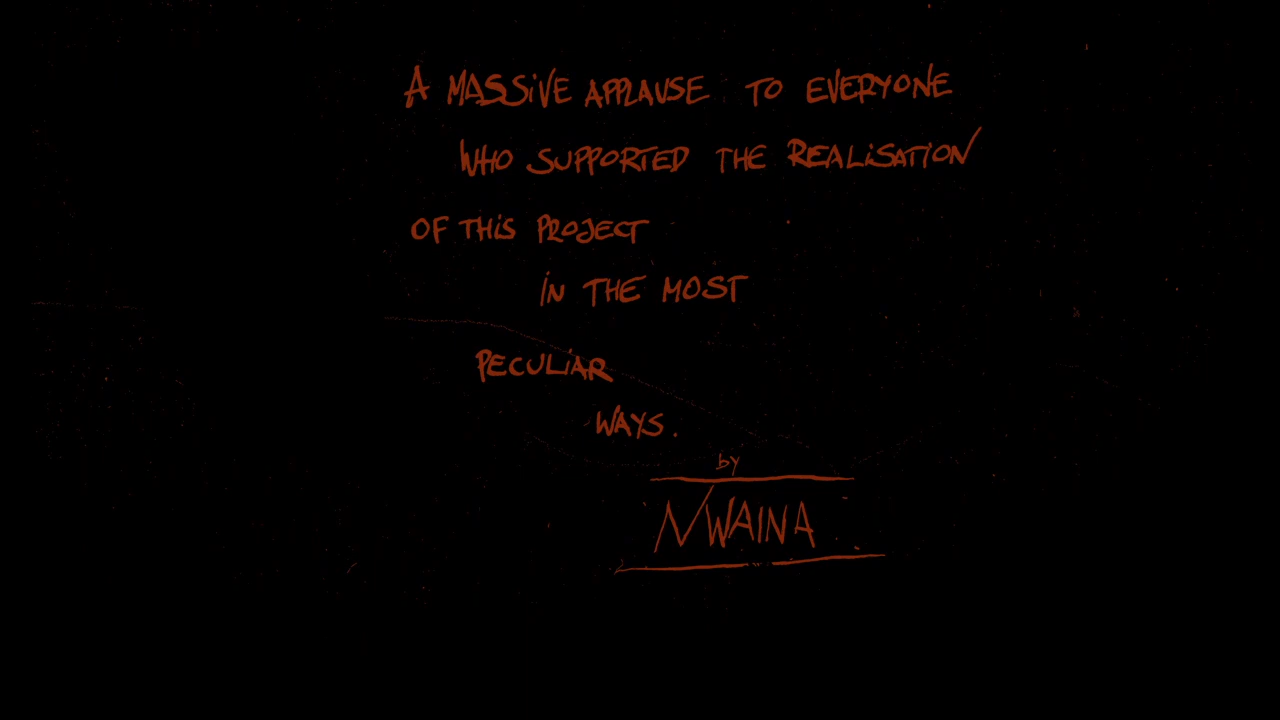 A MASSiVE APPLAUSE TO EVERYONE
WHO SUPPORTED THE REALiSATiON
OF THiS PROJECT
iN THE MOST
PECULiAR
WAYS.
by
NWAINA